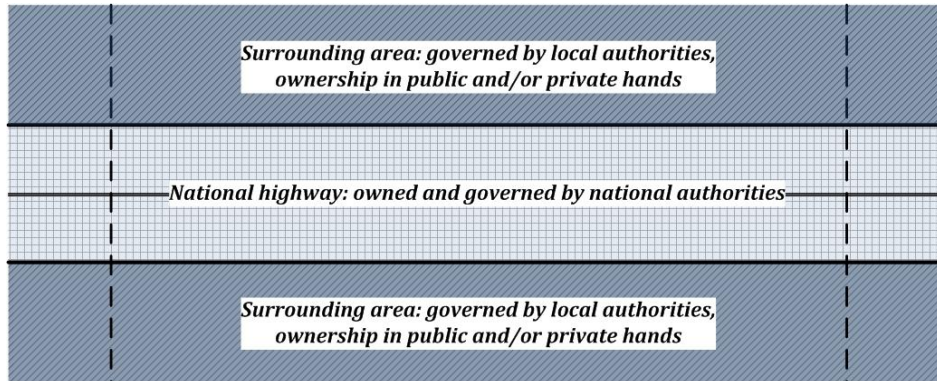 Surrounding area: governed by local authorities,
ownership in public and/or private hands
National highway: owned and governed by national authorities
Surrounding area: governed by local authorities,
ownership in public and/or private hands